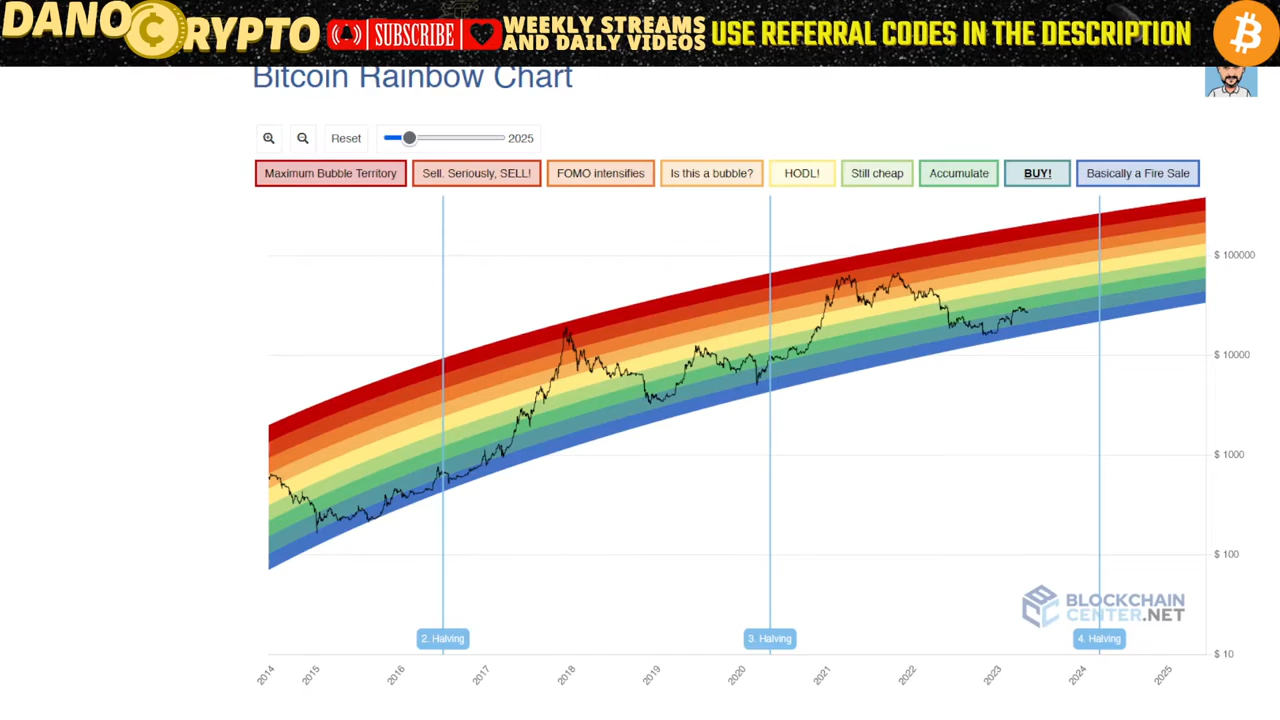 DANO CRYPTO
SUBSCRIBE
WEEKLY STREAMS
AND DAILY VIDEOS
USE REFERRAL CODES IN THE DESCRIPTION
Bitcoin Rainbow Chart
Reset
2025
Maximum Bubble Territory
Sell. Seriously, SELL!
FOMO intensifies
Is this a bubble?
HODL!
Still cheap
Accumulate
BUY!
Basically a Fire Sale
$ 100000
$ 10000
$ 1000
$ 100
$ 10
BLOCKCHAIN
CENTER.NET
2. Halving
3. Halving
4. Halving
2014
2015
2016
2017
2018
2019
2020
2021
2022
2023
2024
2025